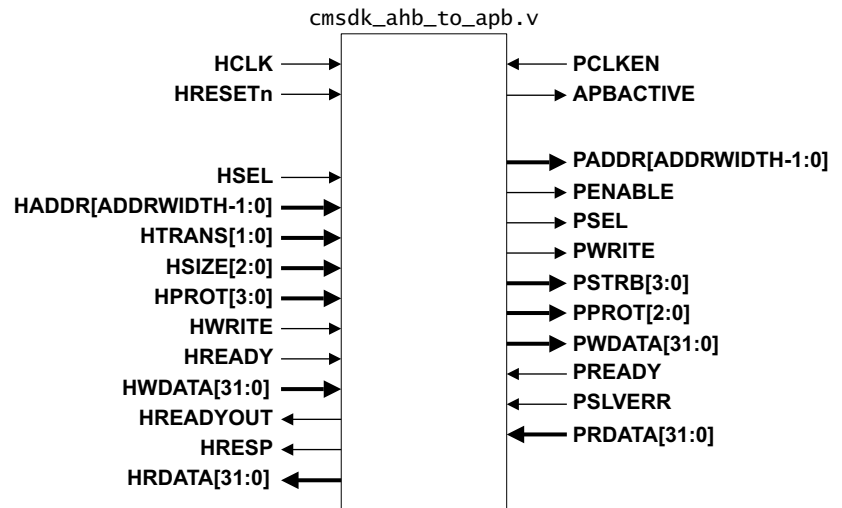 cmsdk_ahb_to_apb.v
HCLK
HRESETn
HSEL
HADDR[ADDRWIDTH-1:0]
HTRANS[1:0]
HSIZE[2:0]
HPROT[3:0]
HWRITE
HREADY
HWDATA[31:0]
HREADYOUT
HRESP
HRDATA[31:0]
PCLKEN
APBACTIVE
PADDR[ADDRWIDTH-1:0]
PENABLE
PSEL
PWRITE
PSTRB[3:0]
PPROT[2:0]
PWDATA[31:0]
PREADY
PSLVERR
PRDATA[31:0]